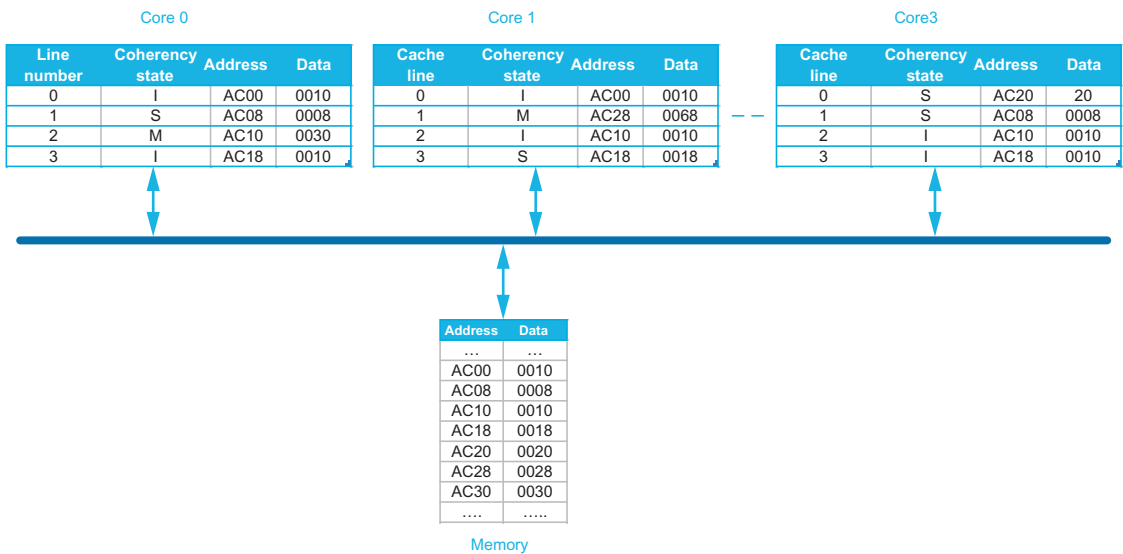 Core 0
Line number Coherency state Address Data
0 I AC00 0010
1 S AC08 0008
2 M AC10 0030
3 I AC18 0010
Core 1
Cache line Coherency state Address Data
0 I AC00 0010
1 M AC28 0068
2 I AC10 0010
3 S AC18 0018
Core3
Cache line Coherency state Address Data
0 S AC20 20
1 S AC08 0008
2 I AC10 0010
3 I AC18 0010
Address Data
… …
AC00 0010
AC08 0008
AC10 0010
AC18 0018
AC20 0020
AC28 0028
AC30 0030
…. …..
Memory